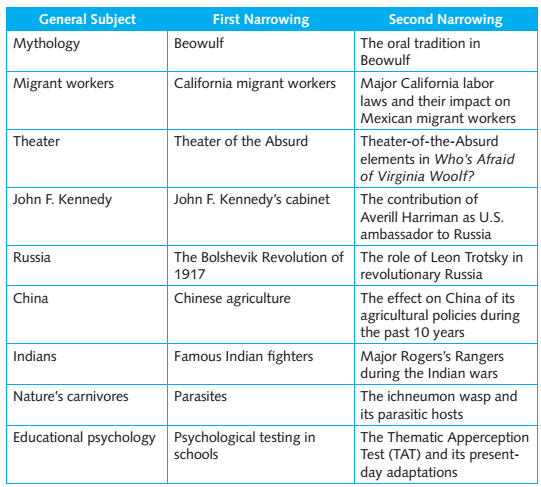 General Subject First Narrowing Second Narrowing
Mythology Beowulf The oral tradition in
Beowulf
Migrant workers California migrant workers Major California labor
laws and their impact on
Mexican migrant workers
Theater Theater of the Absurd Theater-of-the-Absurd
elements in Who's Afraid
of Virginia Woolf?
John F. Kennedy John F. Kennedy's cabinet The contribution of
Averill Harriman as U.S.
ambassador to Russia
Russia The Bolshevik Revolution of The role of Leon Trotsky in
1917 revolutionary Russia
China Chinese agriculture The effect on China of its
agricultural policies during
the past 10 years
Indians Famous Indian fighters Major Rogers's Rangers
during the Indian wars
Nature's carnivores Parasites The ichneumon wasp and
its parasitic hosts
Educational psychology Psychological testing in The Thematic Apperception
schools Test (TAT) and its present-
day adaptations